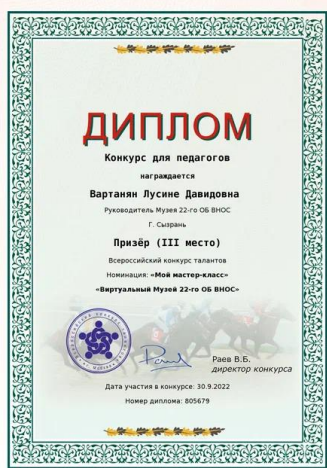 ДИПЛОМ
Конкурс для педагогов
награждается
Вартанян Лусине Давидовна
Руководитель Музея 22-го ОБ ВНОС
Г. Сызрань
Призёр (III место)
Всероссийский конкурс талантов
Номинация: «Мой мастер-класс»
«Виртуальный Музей 22-го ОБ ВНОС»
Раев В.Б.
директор конкурса
Дата участия в конкурсе: 30.9.2022
Номер диплома: 805679